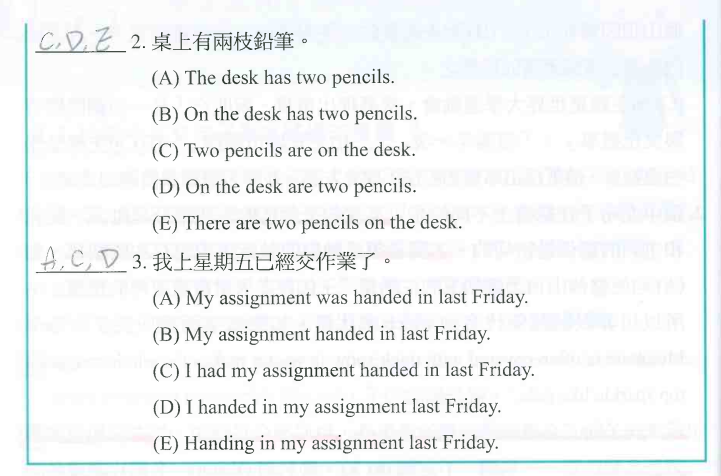 C, D, E 2. 桌上有兩枝鉛筆。
(A) The desk has two pencils.
(B) On the desk has two pencils.
(C) Two pencils are on the desk.
(D) On the desk are two pencils.
(E) There are two pencils on the desk.
A, C, D 3. 我上星期五已經交作業了。
(A) My assignment was handed in last Friday.
(B) My assignment handed in last Friday.
(C) I had my assignment handed in last Friday.
(D) I handed in my assignment last Friday.
(E) Handing in my assignment last Friday.